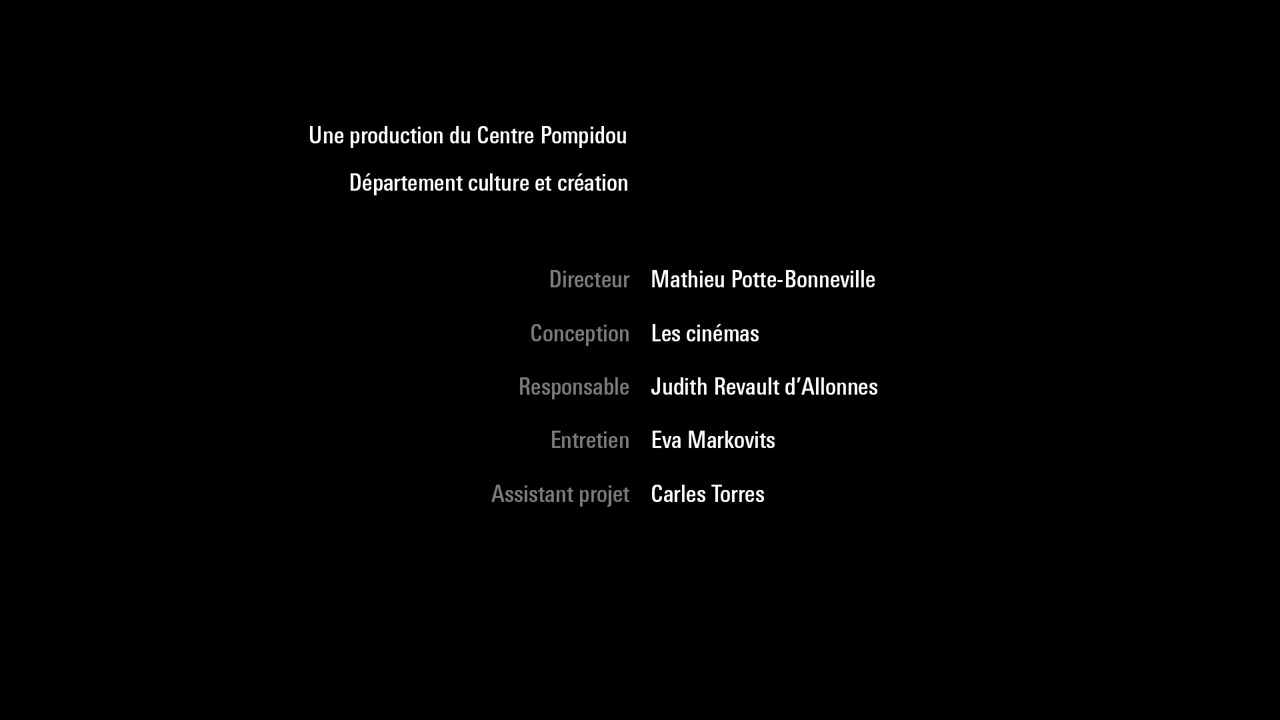 Une production du Centre Pompidou
Département culture et création
Directeur Mathieu Potte-Bonneville
Conception Les cinémas
Responsable Judith Revault d’Allonnes
Entretien Eva Markovits
Assistant projet Carles Torres